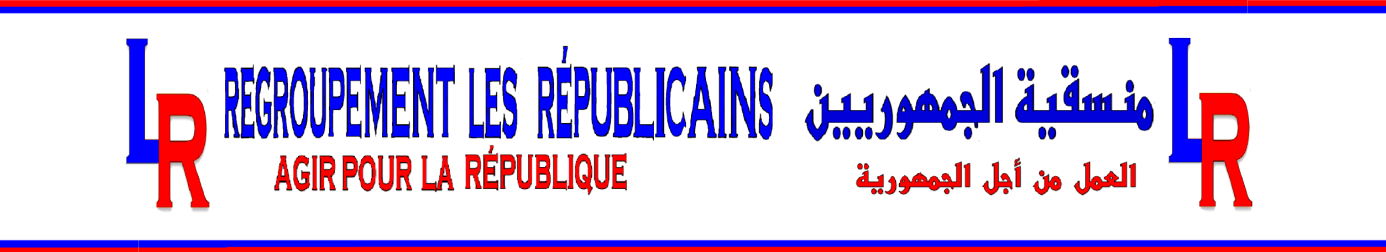 LR
REGROUPEMENT LES RÉPUBLICAINS
AGIR POUR LA RÉPUBLIQUE
منسقية الجمهوريين
العمل من أجل الجمهورية
LR